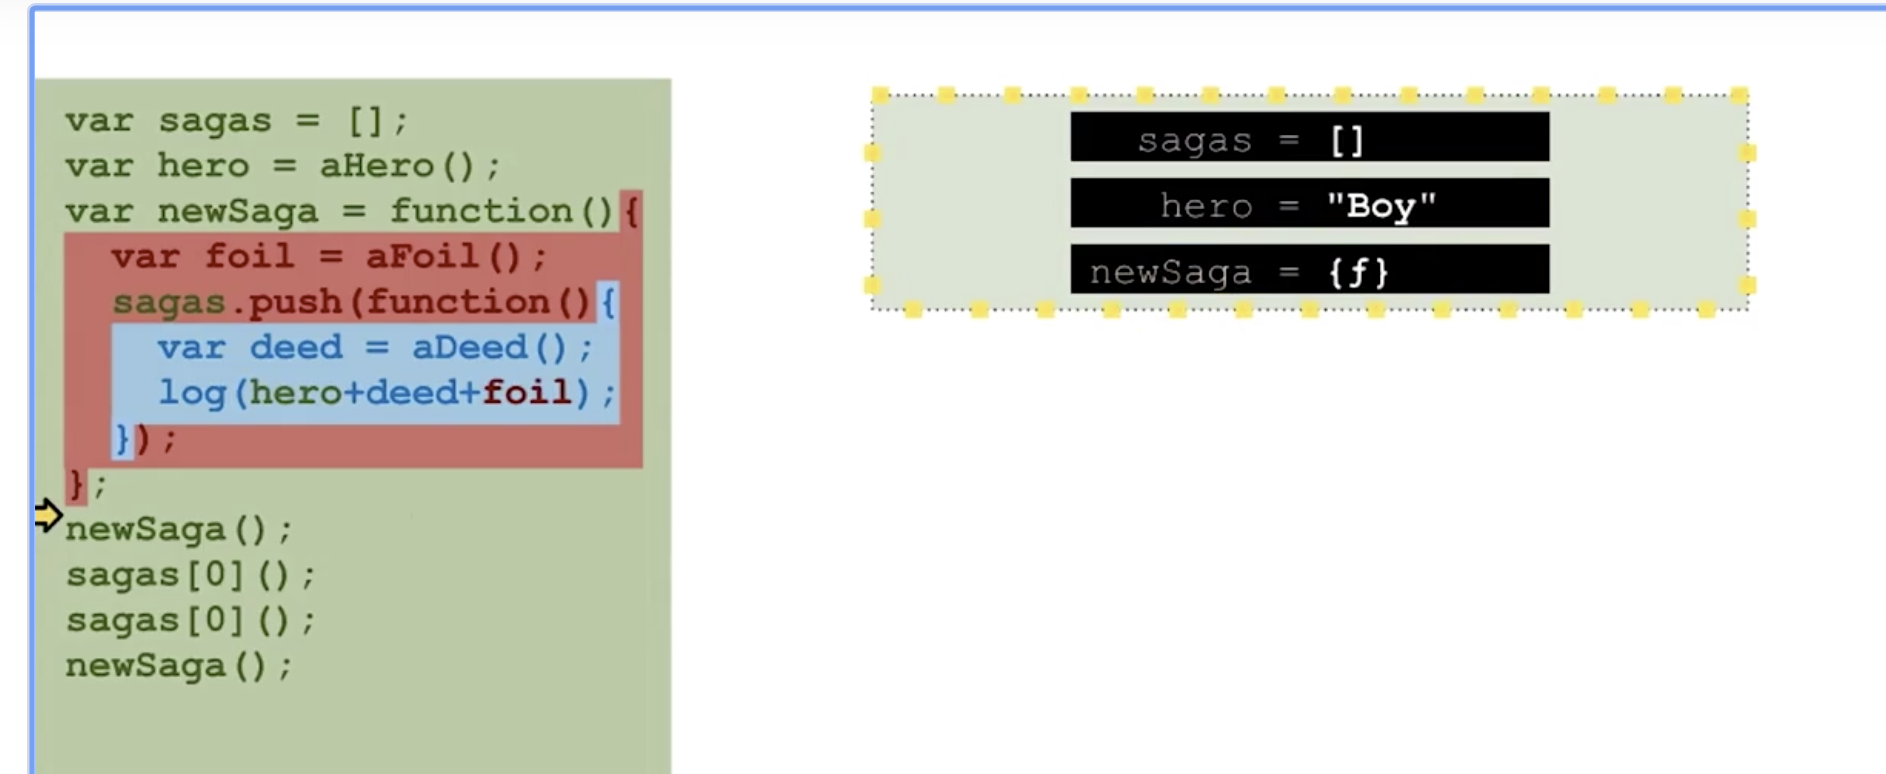 var sagas = [];
var hero = aHero();
var newSaga = function(){
var foil = aFoil();
sagas.push(function(){
var deed = aDeed();
log(hero+deed+foil);
});
};
newSaga();
sagas[0]();
sagas[0]();
newSaga();
sagas = []
hero = "Boy"
newSaga = {ƒ}